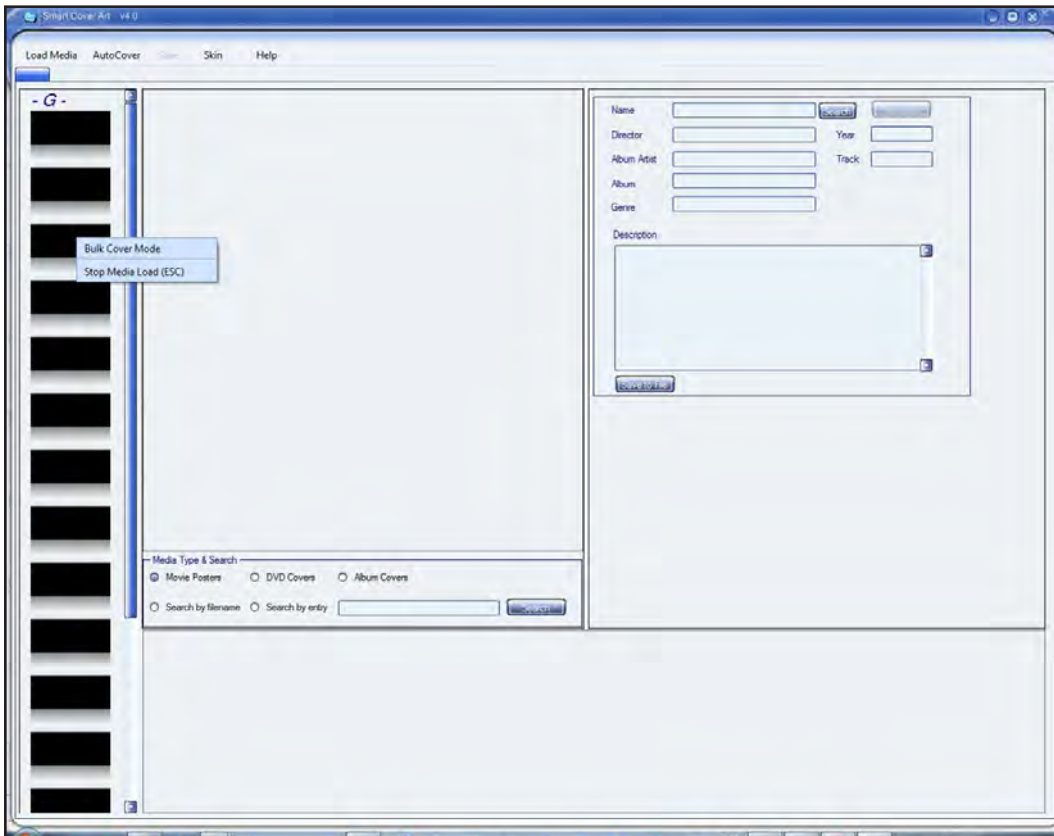 Smart Cover Art v4.0
Load Media AutoCover Skin Help
- G -
Name Search
Director Year
Album Artist Track
Album
Genre
Description
Bulk Cover Mode
Stop Media Load (ESC)
Save to File
Media Type & Search
Movie Posters DVD Covers Album Covers
Search by filename Search by entry Search